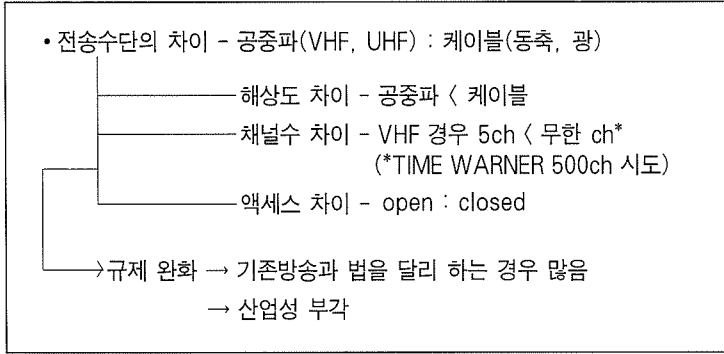 • 전송수단의 차이 - 공중파(VHF, UHF) : 케이블(동축, 광)
해상도 차이 - 공중파 < 케이블
채널수 차이 - VHF 경우 5ch < 무한 ch*
(*TIME WARNER 500ch 시도)
액세스 차이 - open : closed
규제 완화 → 기존방송과 법을 달리 하는 경우 많음
→ 산업성 부각